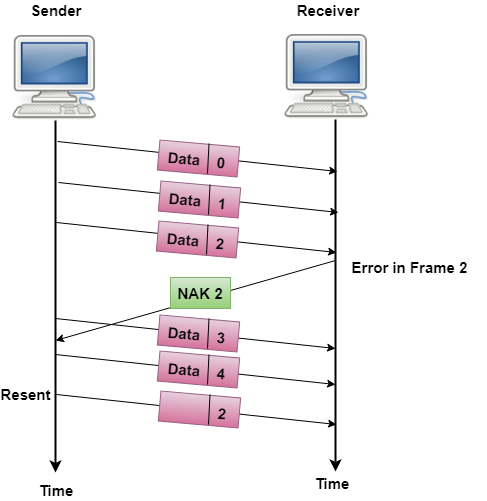 Sender
Receiver
Data 0
Data 1
Data 2
Error in Frame 2
NAK 2
Data 3
Data 4
Resent
2
Time
Time